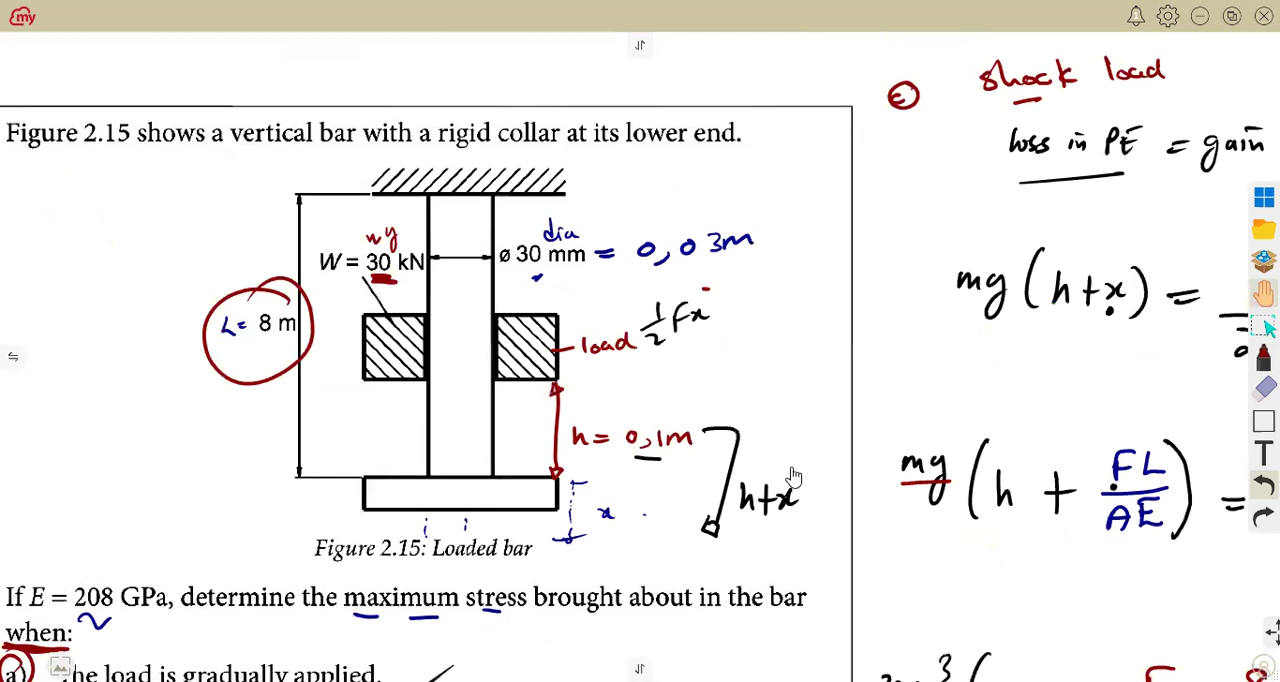 my
shock load
Figure 2.15 shows a vertical bar with a rigid collar at its lower end.
loss in PE = gain
W = 30 kN
dia
ø 30 mm = 0,03m
mg (h+x) =
L = 8 m
load 1/2 Fx
h = 0,1m
h+x
x
mg (h + FL/AE) =
Figure 2.15: Loaded bar
If E = 208 GPa, determine the maximum stress brought about in the bar
when:
a) The load is gradually applied.
T